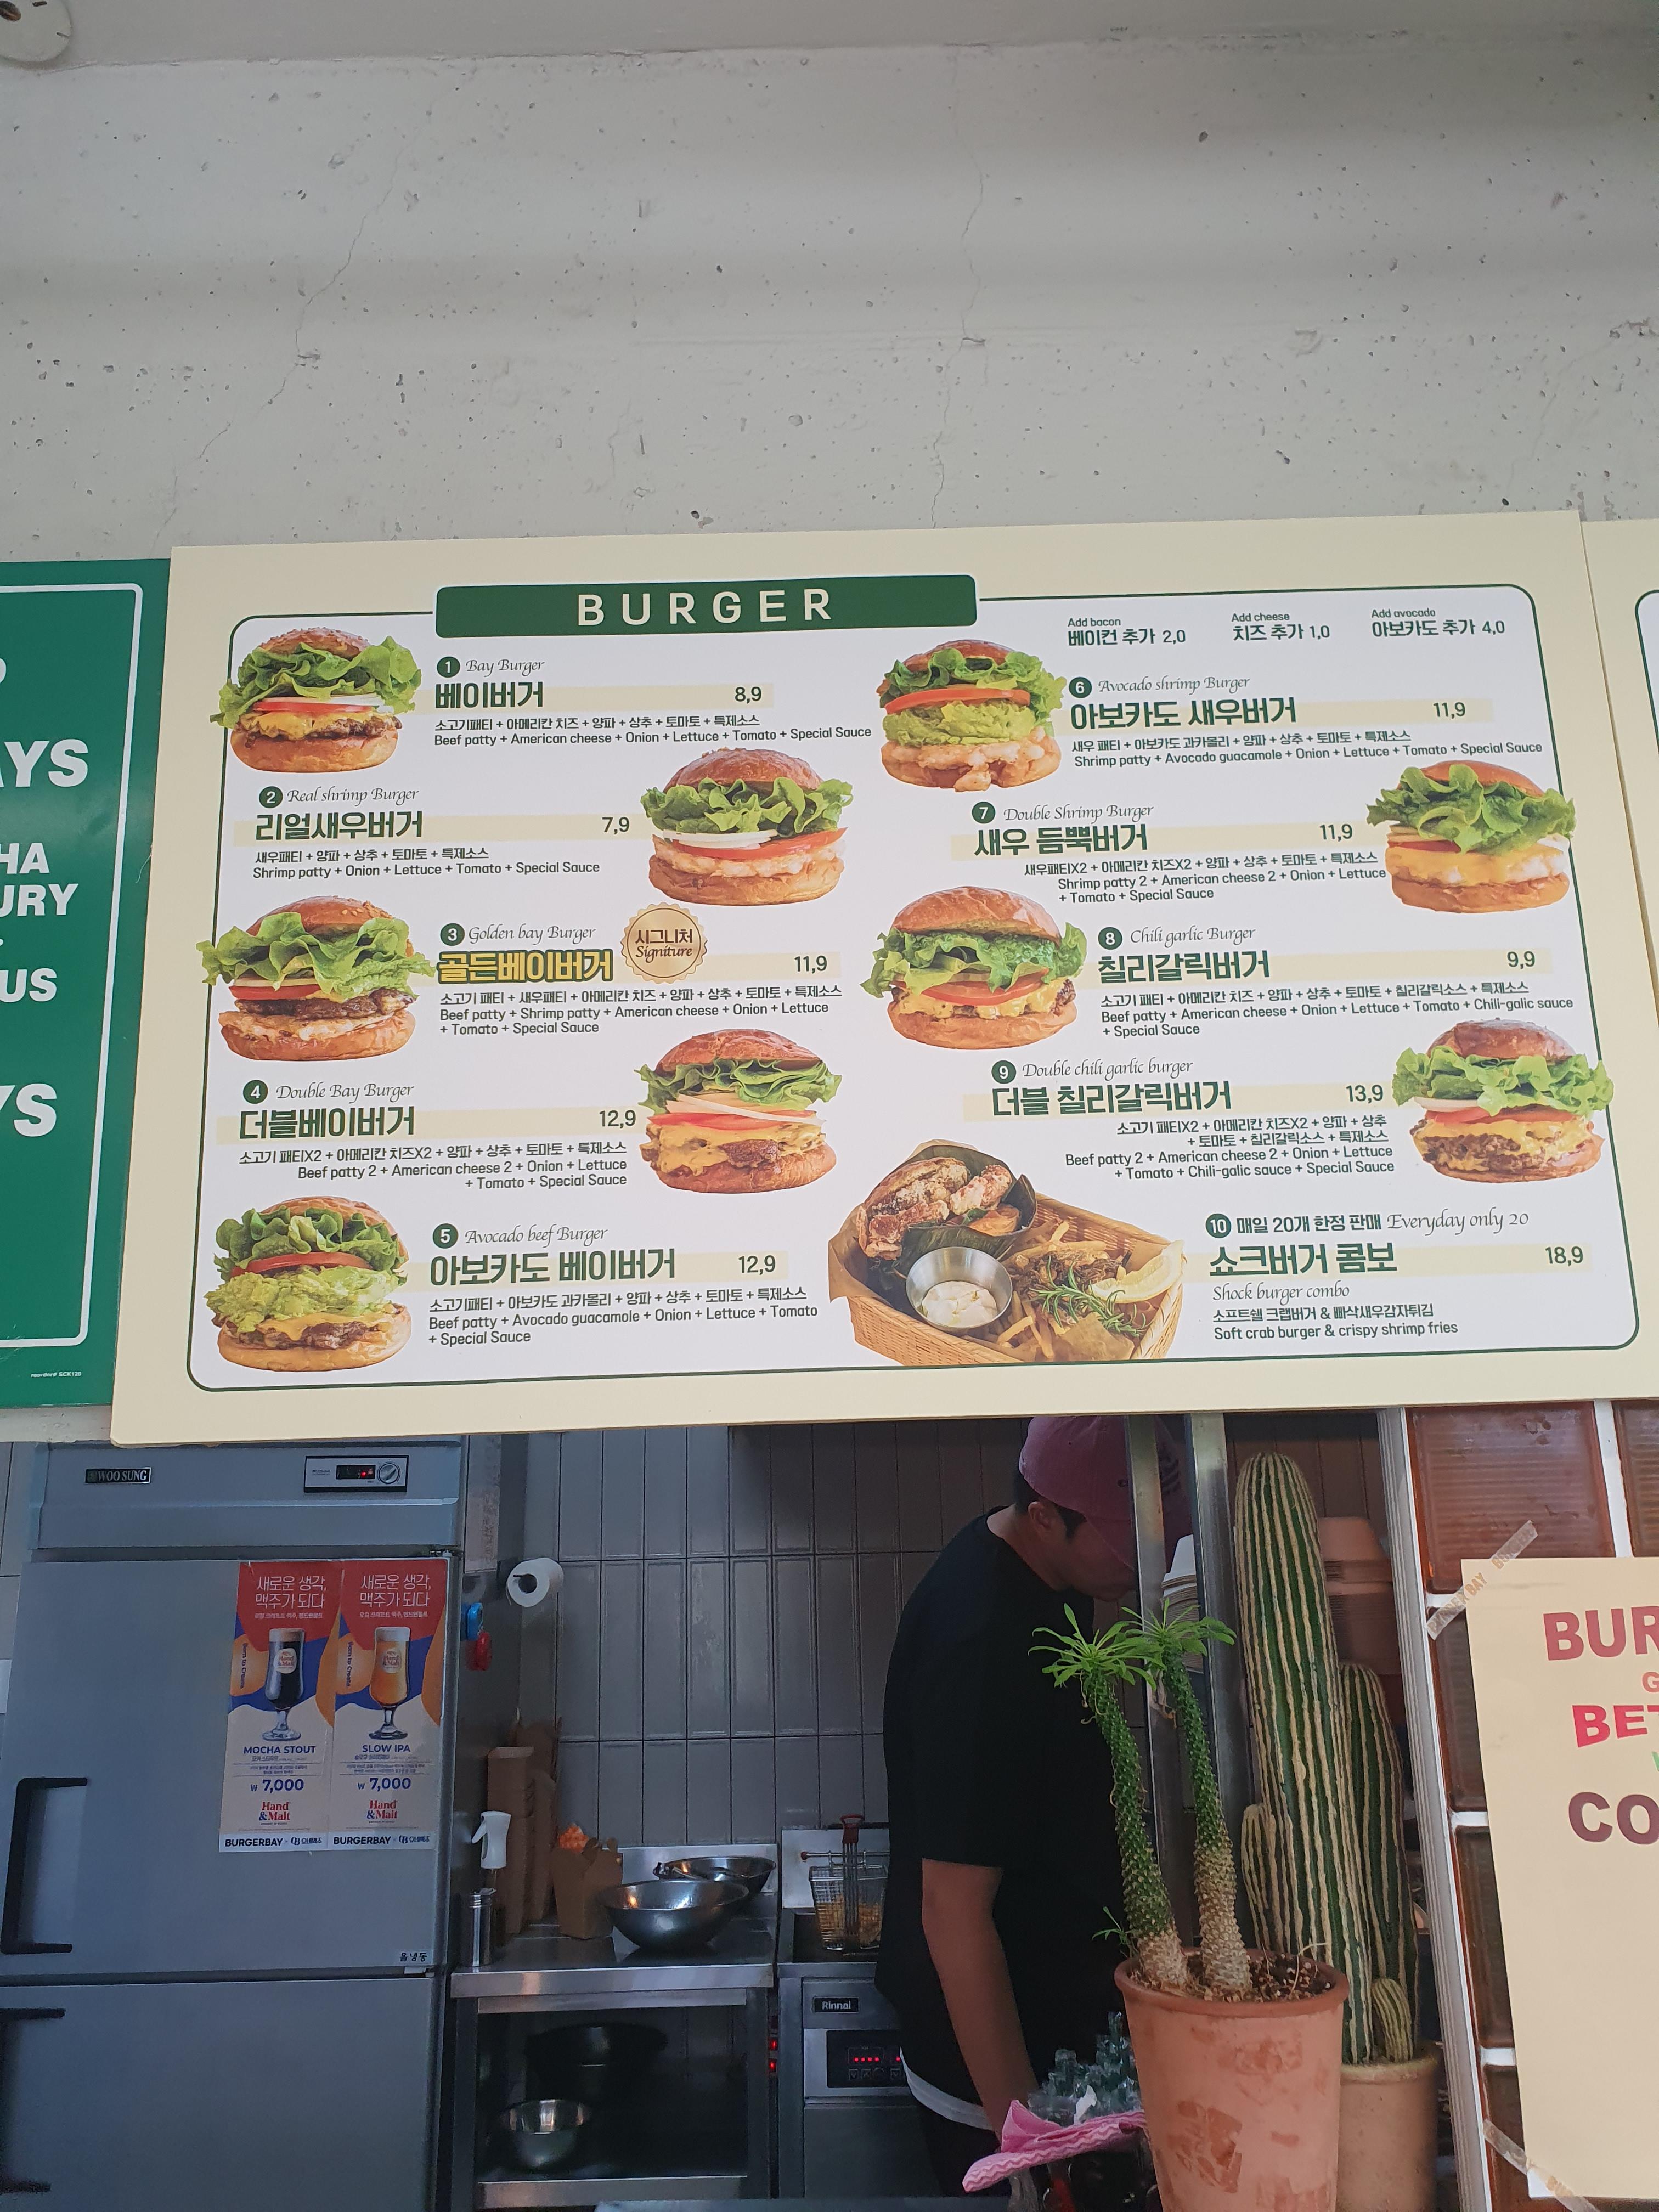 AYS
HA
URY
US
YS
reorder# SCK120
BURGER
Add bacon
베이컨 추가 2,0
Add cheese
치즈 추가 1,0
Add avocado
아보카도 추가 4,0
1 Bay Burger
베이버거 8,9
소고기패티 + 아메리칸 치즈 + 양파 + 상추 + 토마토 + 특제소스
Beef patty + American cheese + Onion + Lettuce + Tomato + Special Sauce
2 Real shrimp Burger
리얼새우버거 7,9
새우패티 + 양파 + 상추 + 토마토 + 특제소스
Shrimp patty + Onion + Lettuce + Tomato + Special Sauce
3 Golden bay Burger
시그니처
Signiture
골든베이버거 11,9
소고기 패티 + 새우패티 + 아메리칸 치즈 + 양파 + 상추 + 토마토 + 특제소스
Beef patty + Shrimp patty + American cheese + Onion + Lettuce
+ Tomato + Special Sauce
4 Double Bay Burger
더블베이버거 12,9
소고기 패티X2 + 아메리칸 치즈X2 + 양파 + 상추 + 토마토 + 특제소스
Beef patty 2 + American cheese 2 + Onion + Lettuce
+ Tomato + Special Sauce
5 Avocado beef Burger
아보카도 베이버거 12,9
소고기패티 + 아보카도 과카몰리 + 양파 + 상추 + 토마토 + 특제소스
Beef patty + Avocado guacamole + Onion + Lettuce + Tomato
+ Special Sauce
6 Avocado shrimp Burger
아보카도 새우버거 11,9
새우 패티 + 아보카도 과카몰리 + 양파 + 상추 + 토마토 + 특제소스
Shrimp patty + Avocado guacamole + Onion + Lettuce + Tomato + Special Sauce
7 Double Shrimp Burger
새우 듬뿍버거 11,9
새우패티X2 + 아메리칸 치즈X2 + 양파 + 상추 + 토마토 + 특제소스
Shrimp patty 2 + American cheese 2 + Onion + Lettuce
+ Tomato + Special Sauce
8 Chili garlic Burger
칠리갈릭버거 9,9
소고기 패티 + 아메리칸 치즈 + 양파 + 상추 + 토마토 + 칠리갈릭소스 + 특제소스
Beef patty + American cheese + Onion + Lettuce + Tomato + Chili-galic sauce
+ Special Sauce
9 Double chili garlic burger
더블 칠리갈릭버거 13,9
소고기 패티X2 + 아메리칸 치즈X2 + 양파 + 상추
+ 토마토 + 칠리갈릭소스 + 특제소스
Beef patty 2 + American cheese 2 + Onion + Lettuce
+ Tomato + Chili-galic sauce + Special Sauce
10 매일 20개 한정 판매 Everyday only 20
쇼크버거 콤보 18,9
Shock burger combo
소프트쉘 크랩버거 & 빠삭새우감자튀김
Soft crab burger & crispy shrimp fries
WOO SUNG
새로운 생각,
맥주가 되다
Born to Create
MOCHA STOUT
₩ 7,000
Hand
&Malt
BURGERBAY
새로운 생각,
맥주가 되다
Born to Create
SLOW IPA
₩ 7,000
Hand
&Malt
BURGERBAY
올냉동
Rinnai
BUR
G
BET
CO